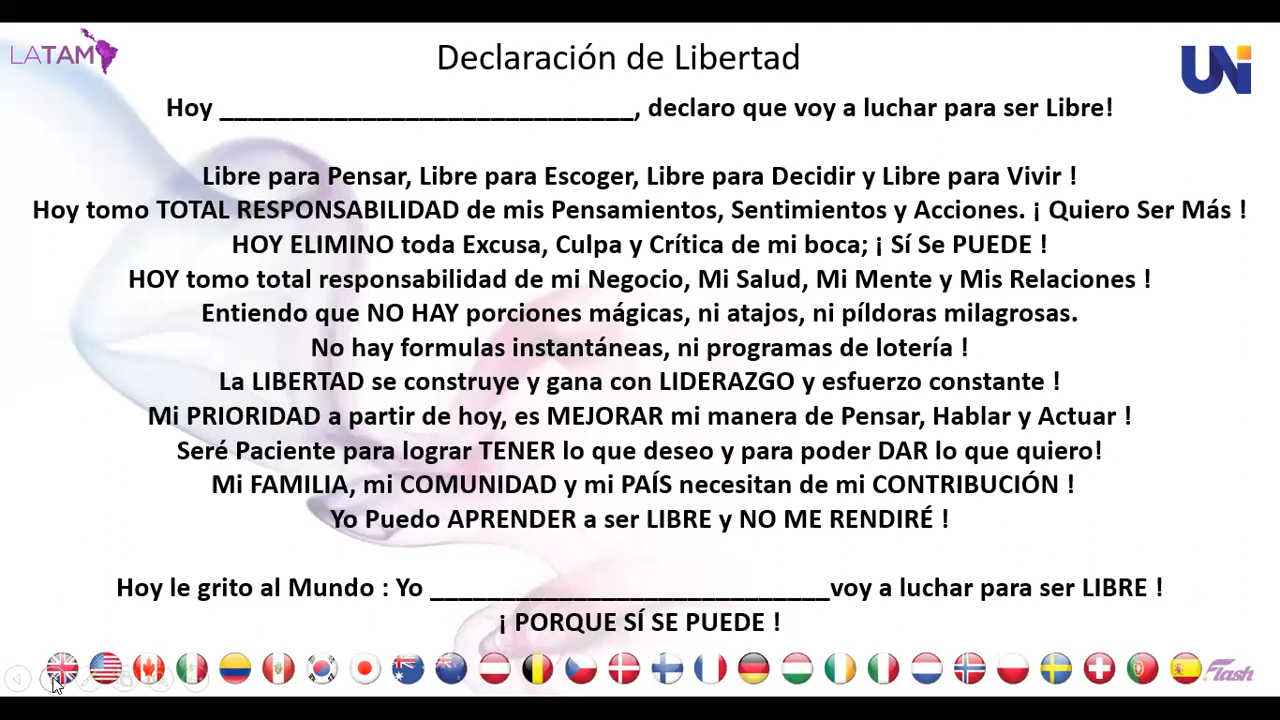 LATAM
Declaración de Libertad
UNi
Hoy _____________________________, declaro que voy a luchar para ser Libre!
Libre para Pensar, Libre para Escoger, Libre para Decidir y Libre para Vivir !
Hoy tomo TOTAL RESPONSABILIDAD de mis Pensamientos, Sentimientos y Acciones. ¡ Quiero Ser Más !
HOY ELIMINO toda Excusa, Culpa y Crítica de mi boca; ¡ Sí Se PUEDE !
HOY tomo total responsabilidad de mi Negocio, Mi Salud, Mi Mente y Mis Relaciones !
Entiendo que NO HAY porciones mágicas, ni atajos, ni píldoras milagrosas.
No hay formulas instantáneas, ni programas de lotería !
La LIBERTAD se construye y gana con LIDERAZGO y esfuerzo constante !
Mi PRIORIDAD a partir de hoy, es MEJORAR mi manera de Pensar, Hablar y Actuar !
Seré Paciente para lograr TENER lo que deseo y para poder DAR lo que quiero!
Mi FAMILIA, mi COMUNIDAD y mi PAÍS necesitan de mi CONTRIBUCIÓN !
Yo Puedo APRENDER a ser LIBRE y NO ME RENDIRÉ !
Hoy le grito al Mundo : Yo ____________________________voy a luchar para ser LIBRE !
¡ PORQUE SÍ SE PUEDE !
Flash